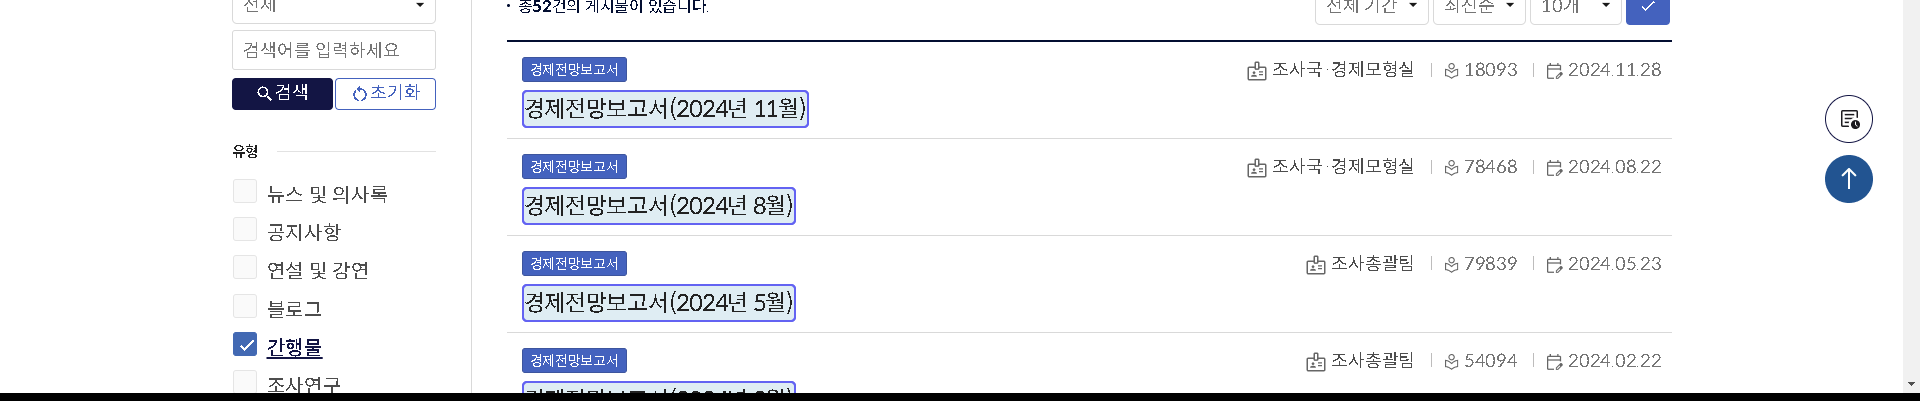 전체
검색어를 입력하세요
검색
초기화
유형
뉴스 및 의사록
공지사항
연설 및 강연
블로그
간행물
조사연구
· 총52건의 게시물이 있습니다.
전체 기간
최신순
10개
경제전망보고서
조사국·경제모형실 18093 2024.11.28
경제전망보고서(2024년 11월)
경제전망보고서
조사국·경제모형실 78468 2024.08.22
경제전망보고서(2024년 8월)
경제전망보고서
조사총괄팀 79839 2024.05.23
경제전망보고서(2024년 5월)
경제전망보고서
조사총괄팀 54094 2024.02.22